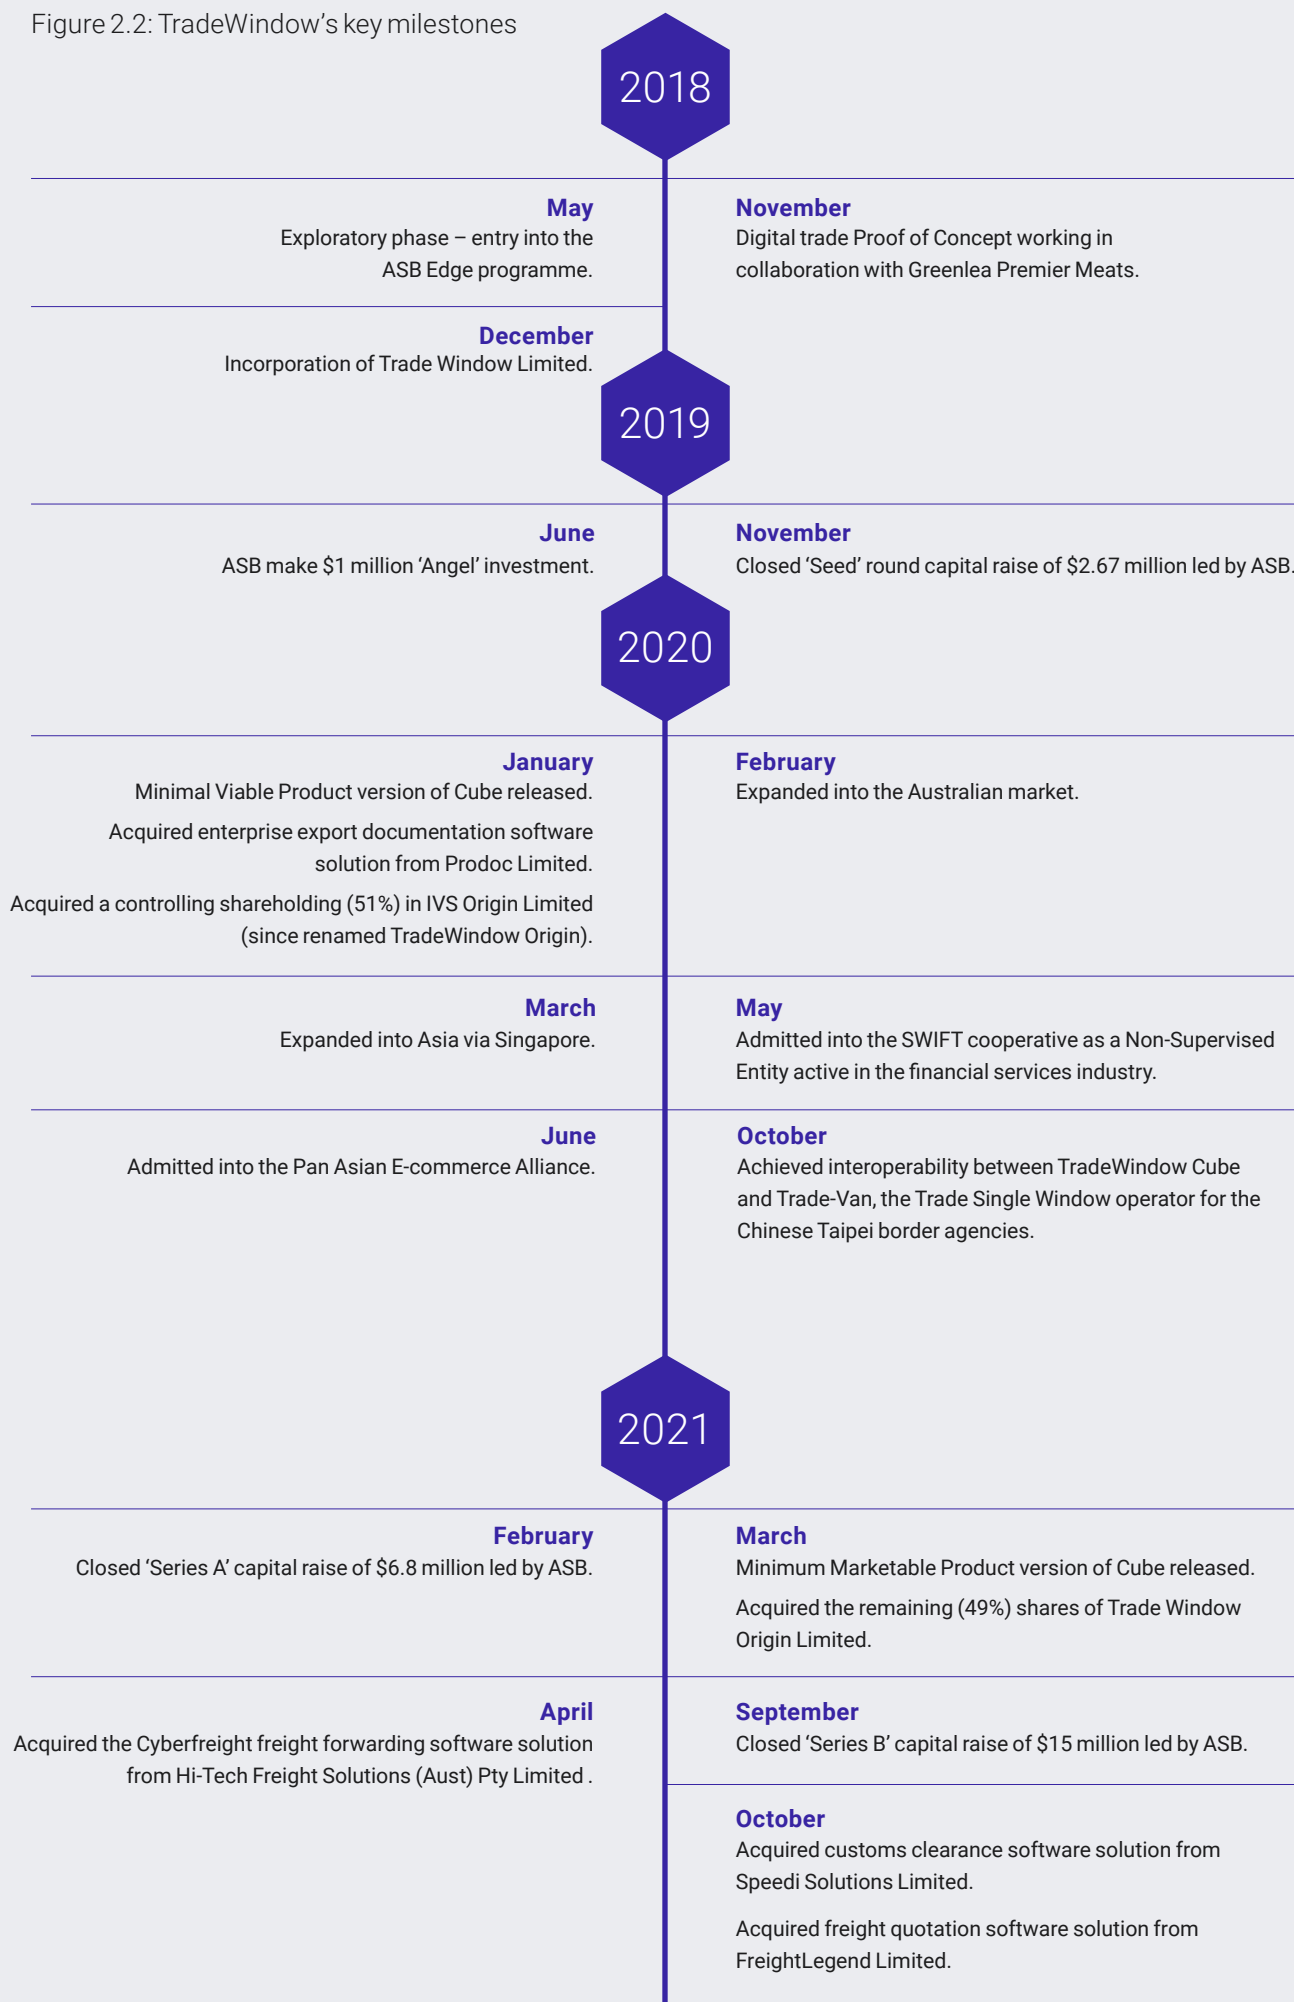 Figure 2.2: TradeWindow’s key milestones
2018
May
Exploratory phase – entry into the
ASB Edge programme.
November
Digital trade Proof of Concept working in
collaboration with Greenlea Premier Meats.
December
Incorporation of Trade Window Limited.
2019
June
ASB make $1 million ‘Angel’ investment.
November
Closed ‘Seed’ round capital raise of $2.67 million led by ASB.
2020
January
Minimal Viable Product version of Cube released.
Acquired enterprise export documentation software
solution from Prodoc Limited.
Acquired a controlling shareholding (51%) in IVS Origin Limited
(since renamed TradeWindow Origin).
February
Expanded into the Australian market.
March
Expanded into Asia via Singapore.
May
Admitted into the SWIFT cooperative as a Non-Supervised
Entity active in the financial services industry.
June
Admitted into the Pan Asian E-commerce Alliance.
October
Achieved interoperability between TradeWindow Cube
and Trade-Van, the Trade Single Window operator for the
Chinese Taipei border agencies.
2021
February
Closed ‘Series A’ capital raise of $6.8 million led by ASB.
March
Minimum Marketable Product version of Cube released.
Acquired the remaining (49%) shares of Trade Window
Origin Limited.
April
Acquired the Cyberfreight freight forwarding software solution
from Hi-Tech Freight Solutions (Aust) Pty Limited .
September
Closed ‘Series B’ capital raise of $15 million led by ASB.
October
Acquired customs clearance software solution from
Speedi Solutions Limited.
Acquired freight quotation software solution from
FreightLegend Limited.